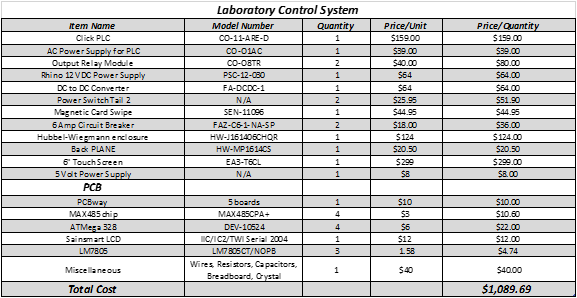 Laboratory Control System
Item Name Model Number Quantity Price/Unit Price/Quantity
Click PLC CO-11-ARE-D 1 $159.00 $159.00
AC Power Supply for PLC CO-O1AC 1 $39.00 $39.00
Output Relay Module CO-O8TR 2 $40.00 $80.00
Rhino 12 VDC Power Supply PSC-12-030 1 $64 $64.00
DC to DC Converter FA-DCDC-1 1 $64 $64.00
Power Switch Tail 2 N/A 2 $25.95 $51.90
Magnetic Card Swipe SEN-11096 1 $44.95 $44.95
6 Amp Circuit Breaker FAZ-C6-1-NA-SP 2 $18.00 $36.00
Hubbel-Wiegmann enclosure HW-J161406CHQR 1 $124 $124.00
Back PLANE HW-MP1614CS 1 $20.50 $20.50
6" Touch Screen EA3-T6CL 1 $299 $299.00
5 Volt Power Supply N/A 1 $8 $8.00
PCB
PCBway 5 boards 1 $10 $10.00
MAX485 chip MAX485CPA+ 4 $3 $10.60
ATMega 328 DEV-10524 4 $6 $22.00
Sainsmart LCD IIC/IC2/TWI Serial 2004 1 $12 $12.00
LM7805 LM7805CT/NOPB 3 1.58 $4.74
Miscellaneous Wires, Resistors, Capacitors, Breadboard, Crystal 1 $40 $40.00
Total Cost $1,089.69